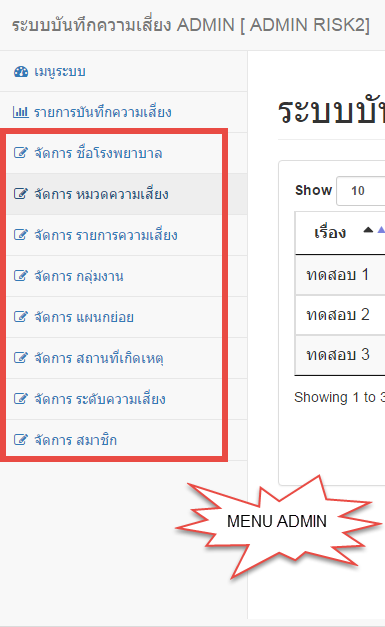 ระบบบันทึกความเสี่ยง ADMIN [ ADMIN RISK2]
เมนูระบบ
รายการบันทึกความเสี่ยง
จัดการ ชื่อโรงพยาบาล
จัดการ หมวดความเสี่ยง
จัดการ รายการความเสี่ยง
จัดการ กลุ่มงาน
จัดการ แผนกย่อย
จัดการ สถานที่เกิดเหตุ
จัดการ ระดับความเสี่ยง
จัดการ สมาชิก
ระบบบัน
Show 10
เรื่อง
ทดสอบ 1
ทดสอบ 2
ทดสอบ 3
Showing 1 to 3
MENU ADMIN